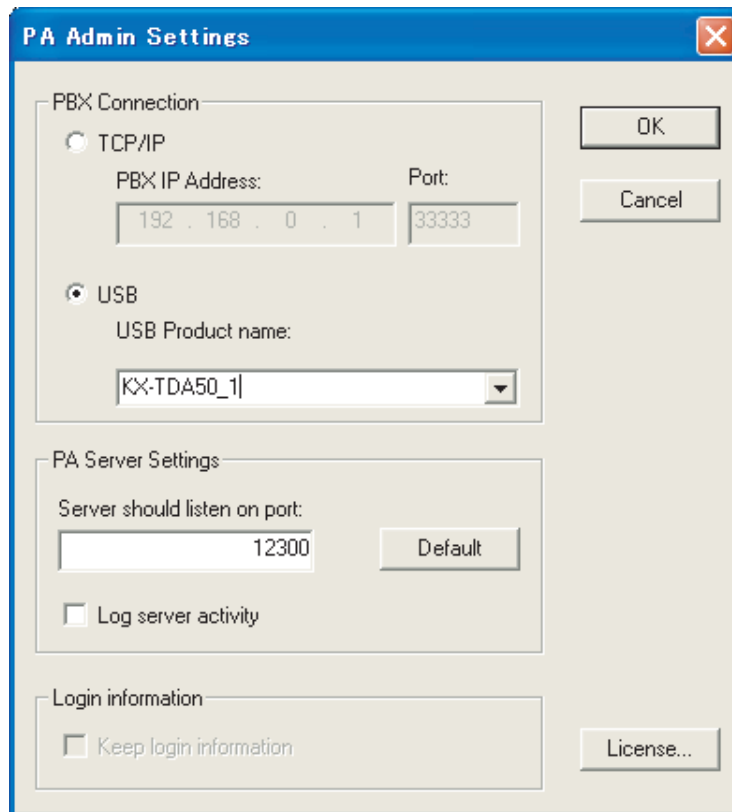 PA Admin Settings
PBX Connection
TCP/IP
PBX IP Address: Port:
192 . 168 . 0 . 1 33333
USB
USB Product name:
KX-TDA50_1
OK
Cancel
PA Server Settings
Server should listen on port:
12300 Default
Log server activity
Login information
Keep login information
License...